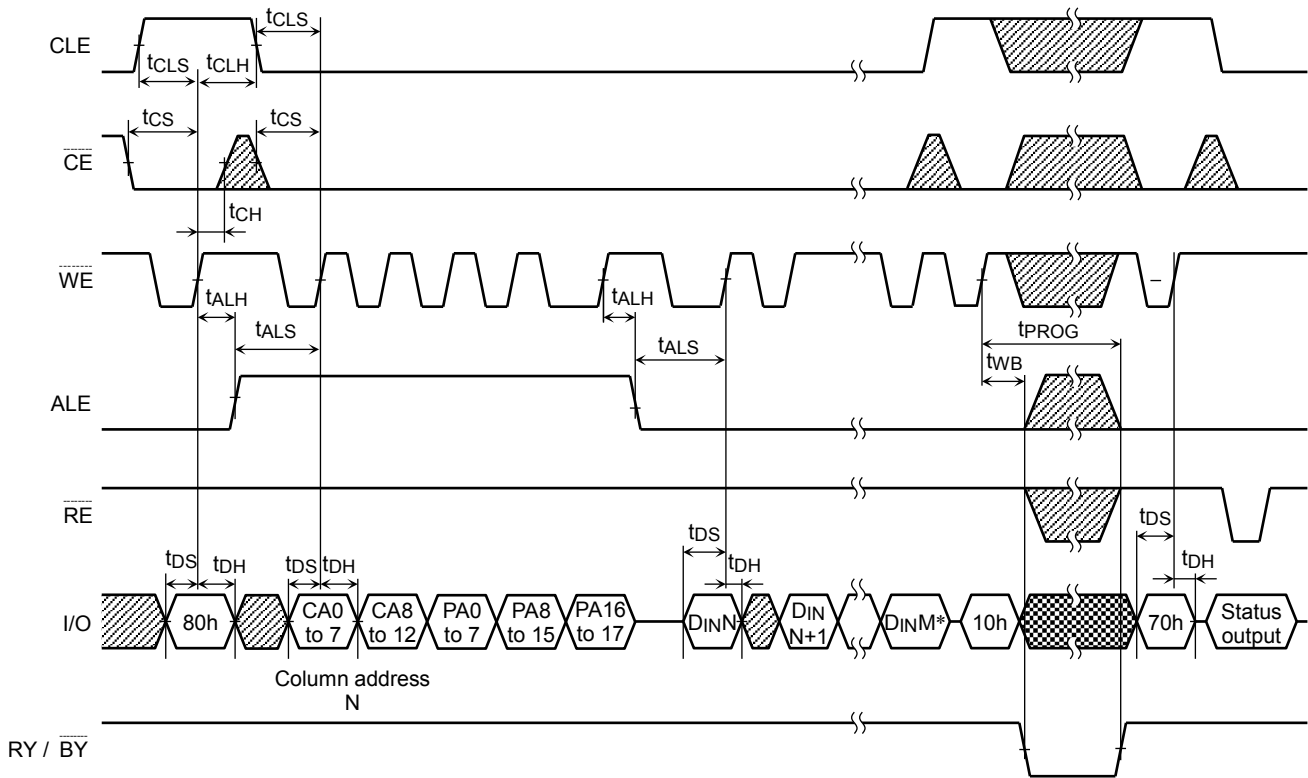 tCLS
CLE
tCLS tCLH
tCS tCS
CE
tCH
WE
tALH tALH
tALS tALS tPROG
tWB
ALE
RE
tDS tDH tDS tDH tDS tDH tDS tDH
I/O 80h CA0 to 7 CA8 to 12 PA0 to 7 PA8 to 15 PA16 to 17 DINN DIN N+1 DINM* 10h 70h Status output
Column address
N
RY / BY